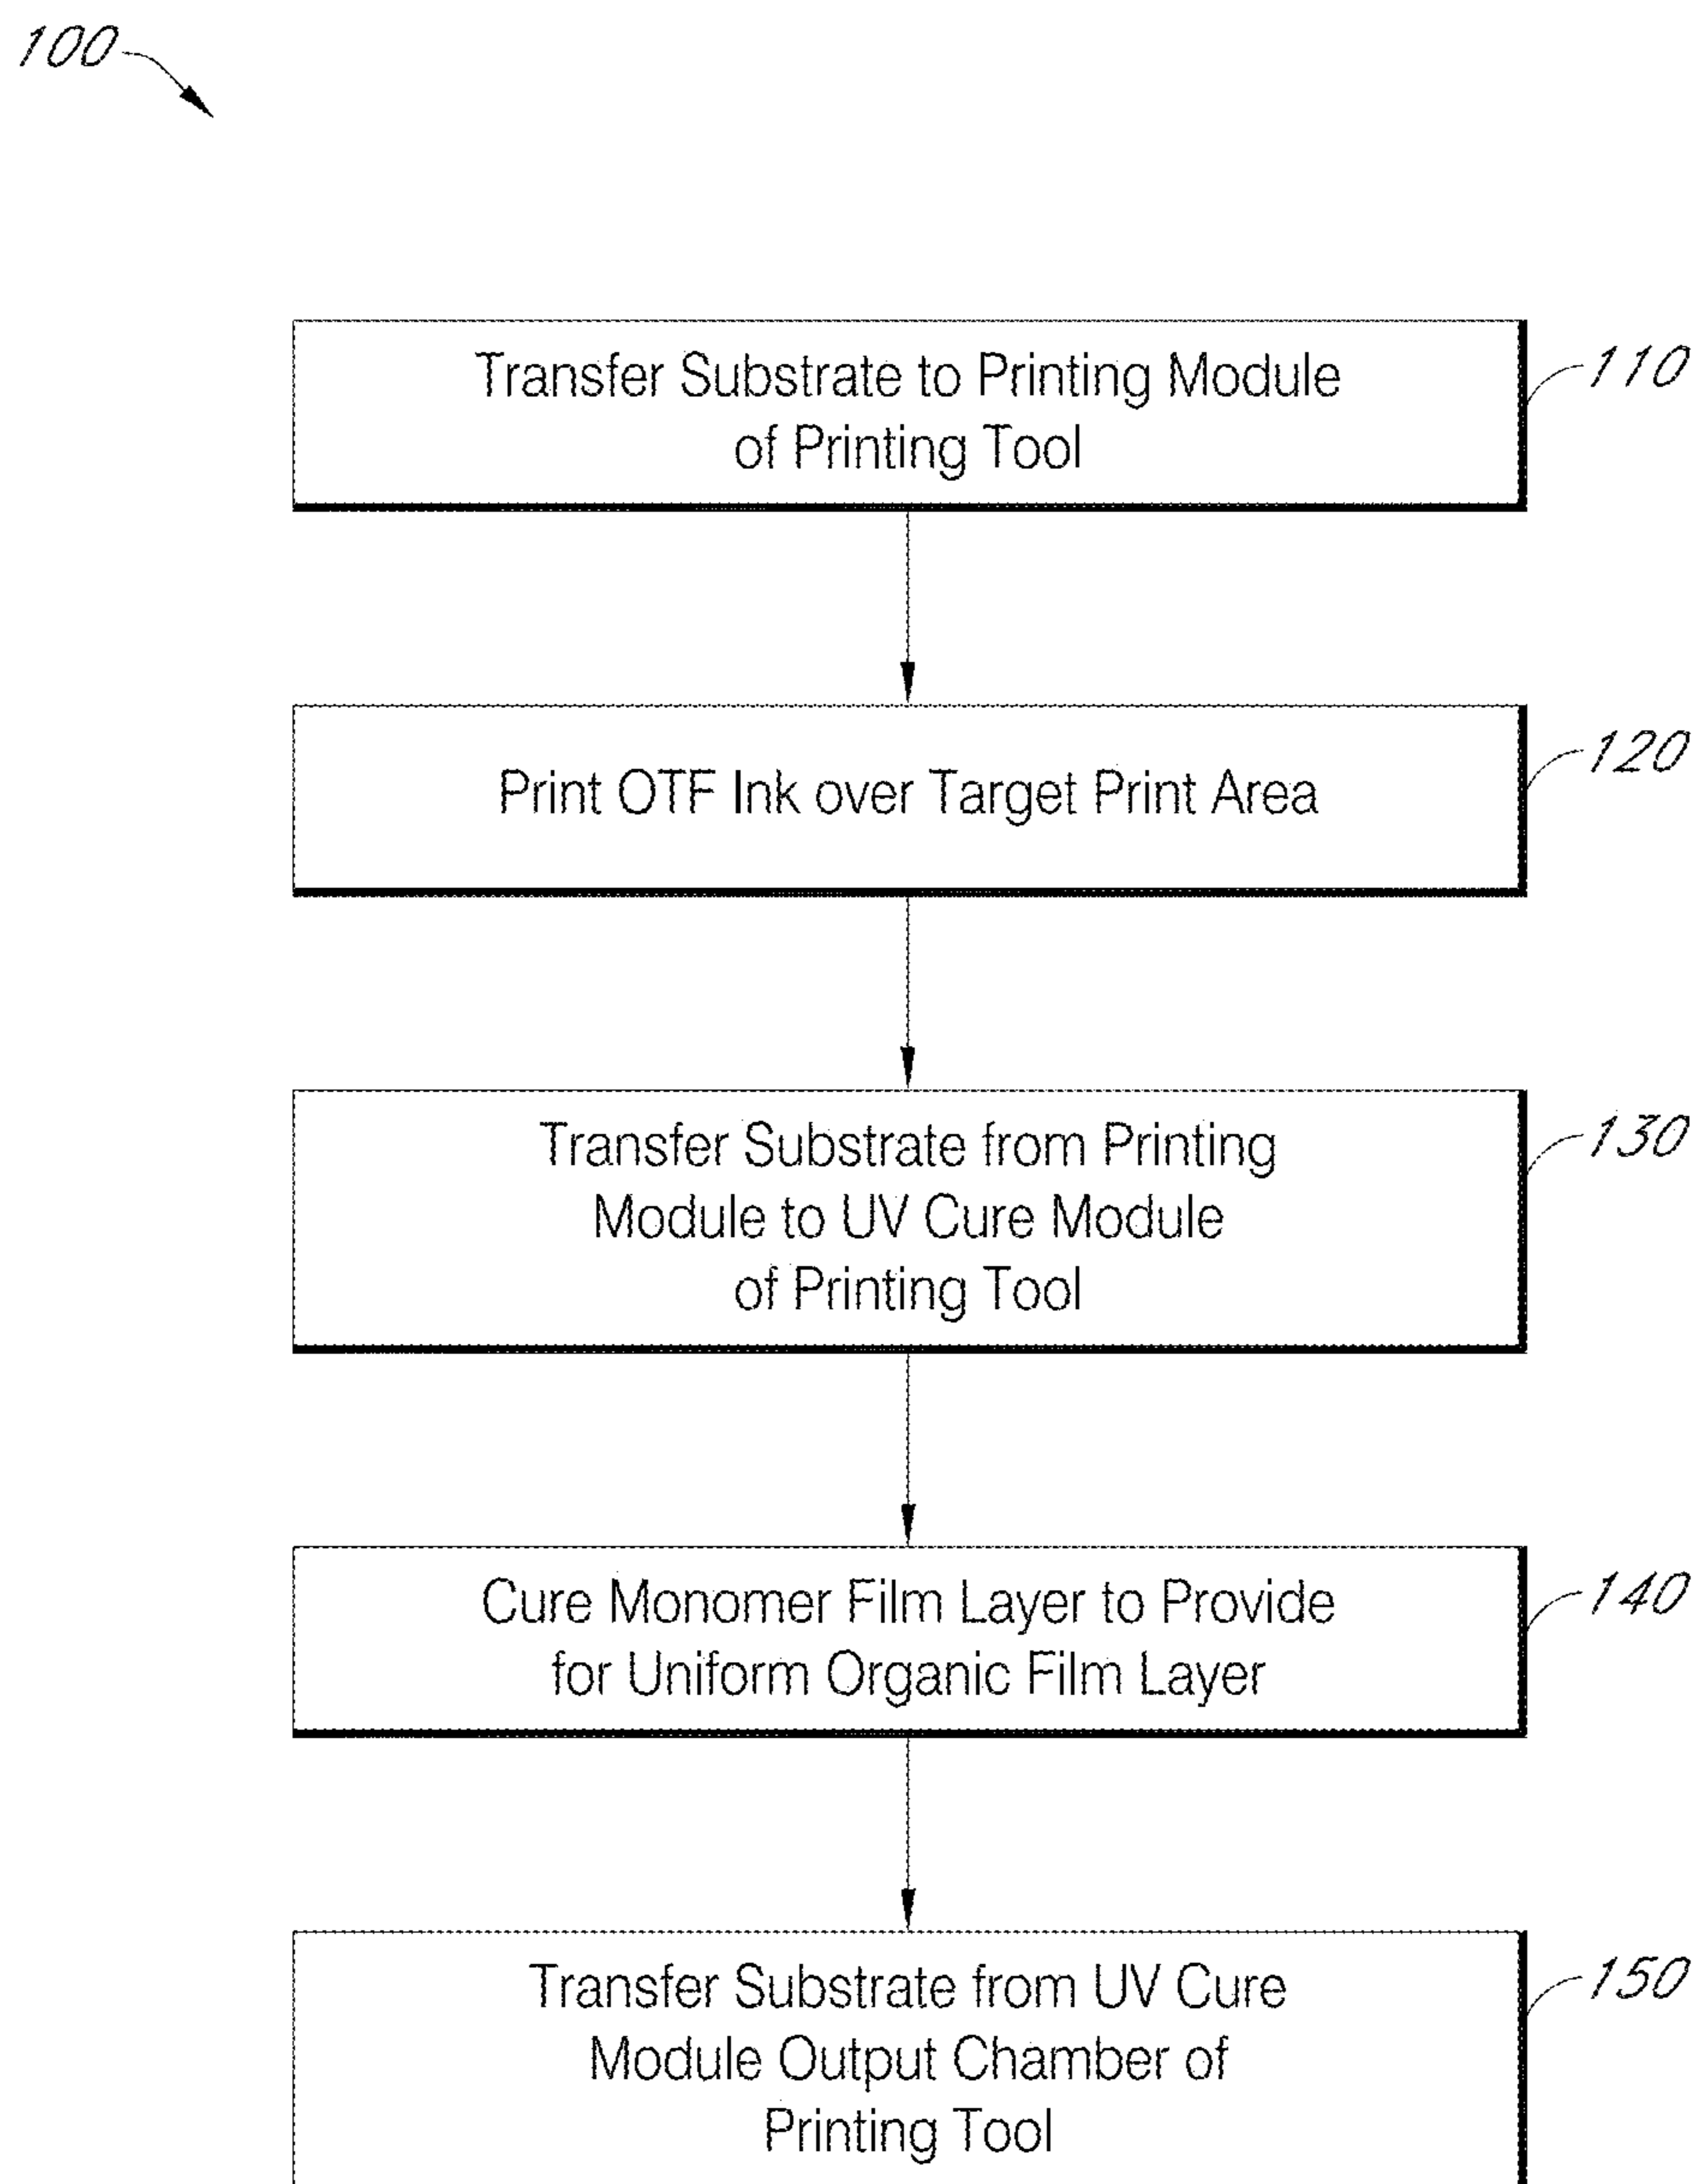 100
Transfer Substrate to Printing Module
of Printing Tool
110
Print OTF Ink over Target Print Area
120
Transfer Substrate from Printing
Module to UV Cure Module
of Printing Tool
130
Cure Monomer Film Layer to Provide
for Uniform Organic Film Layer
140
Transfer Substrate from UV Cure
Module Output Chamber of
Printing Tool
150